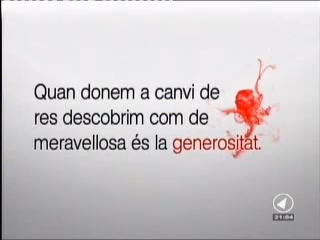 Quan donem a canvi de
res descobrim com de
meravellosa és la generositat.
21:04